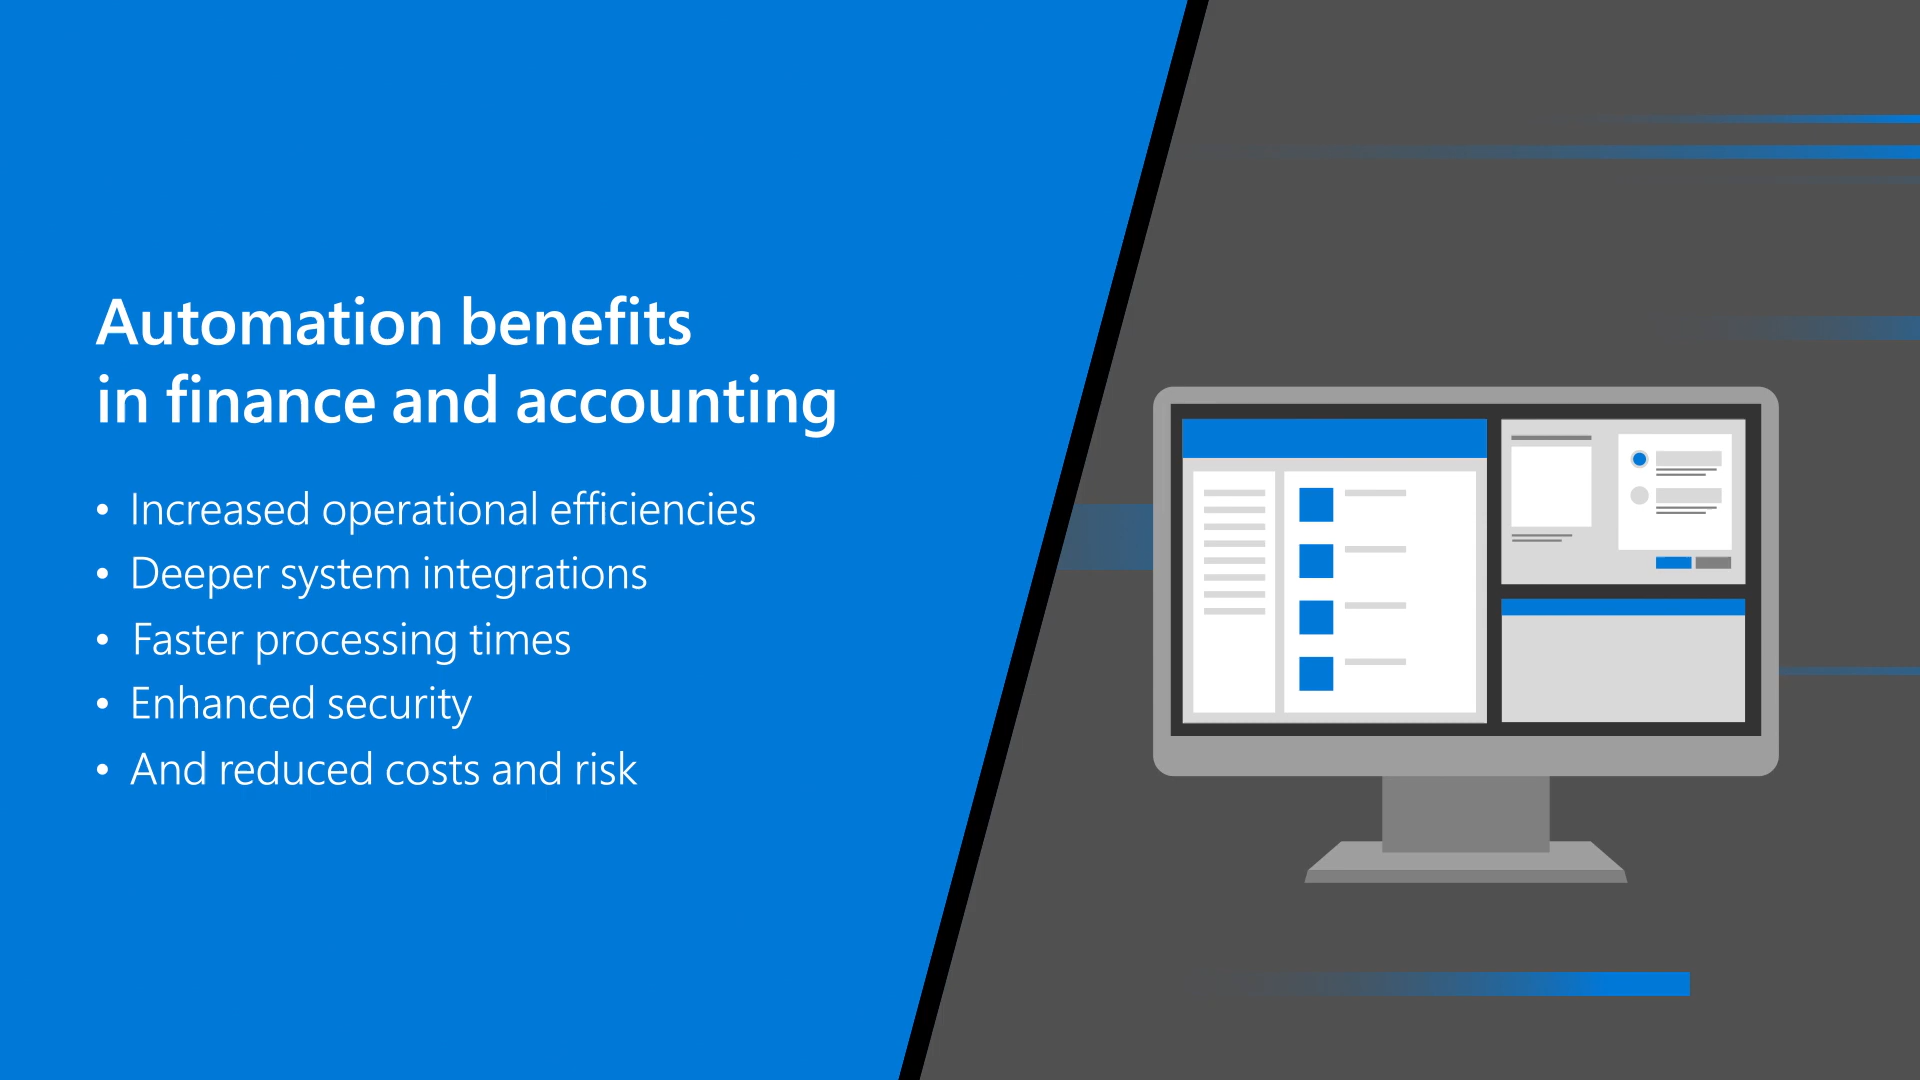 Automation benefits
in finance and accounting
• Increased operational efficiencies
• Deeper system integrations
• Faster processing times
• Enhanced security
• And reduced costs and risk